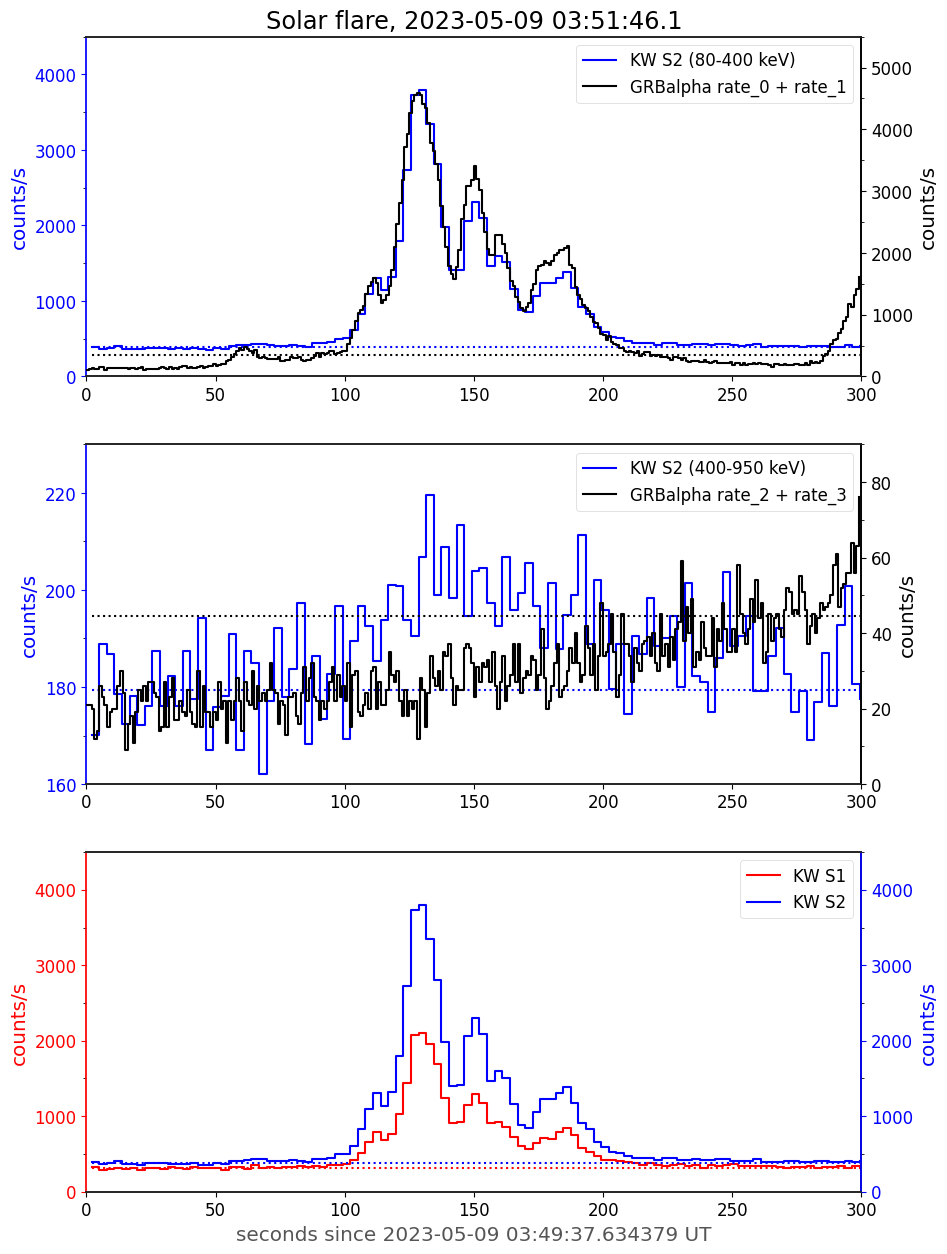 Solar flare, 2023-05-09 03:51:46.1
KW S2 (80-400 keV)
GRBalpha rate_0 + rate_1
counts/s
counts/s
4000
3000
2000
1000
0
5000
4000
3000
2000
1000
0
0 50 100 150 200 250 300
KW S2 (400-950 keV)
GRBalpha rate_2 + rate_3
counts/s
counts/s
220
200
180
160
80
60
40
20
0
0 50 100 150 200 250 300
KW S1
KW S2
counts/s
counts/s
4000
3000
2000
1000
0
4000
3000
2000
1000
0
0 50 100 150 200 250 300
seconds since 2023-05-09 03:49:37.634379 UT